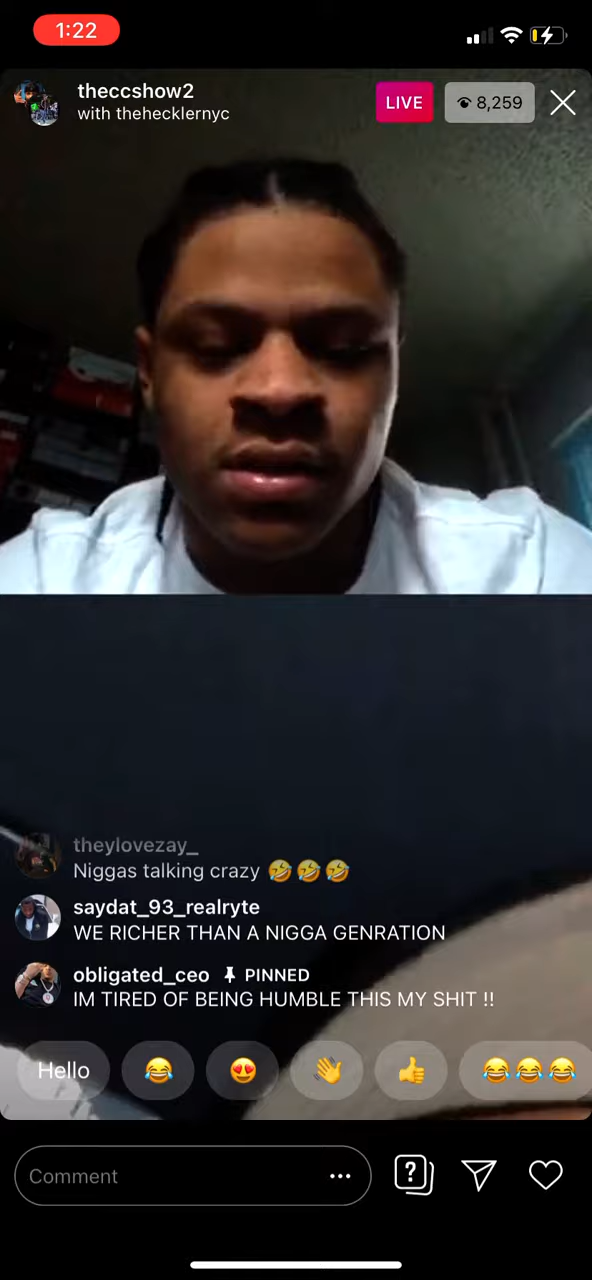 1:22
theccshow2
LIVE
8,259
with thehecklernyc
theylovezay_
Niggas talking crazy 🤣🤣🤣
saydat_93_realryte
WE RICHER THAN A NIGGA GENRATION
obligated_ceo PINNED
IM TIRED OF BEING HUMBLE THIS MY SHIT !!
Hello 😂 😍 👋 👍 😂😂😂
Comment